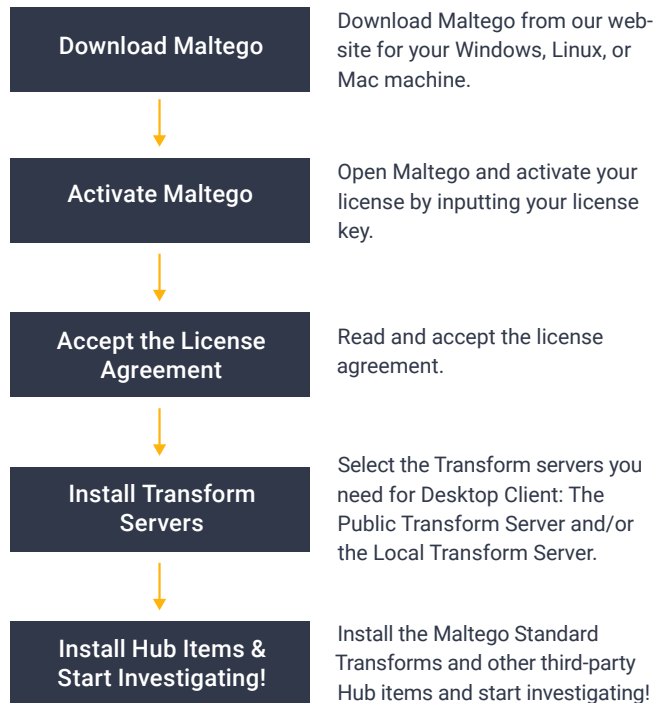 Download Maltego
Download Maltego from our web-
site for your Windows, Linux, or
Mac machine.
Activate Maltego
Open Maltego and activate your
license by inputting your license
key.
Accept the License
Agreement
Read and accept the license
agreement.
Install Transform
Servers
Select the Transform servers you
need for Desktop Client: The
Public Transform Server and/or
the Local Transform Server.
Install Hub Items &
Start Investigating!
Install the Maltego Standard
Transforms and other third-party
Hub items and start investigating!